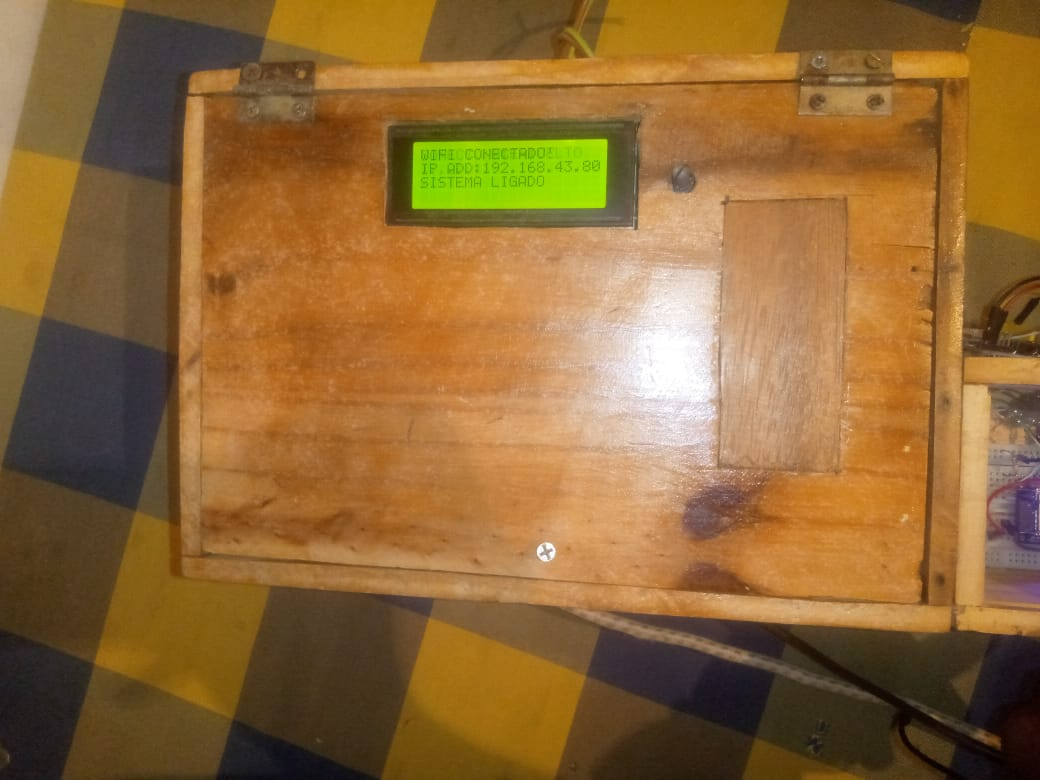 WIFI CONECTADO!
IP ADD:192.168.43.80
SISTEMA LIGADO